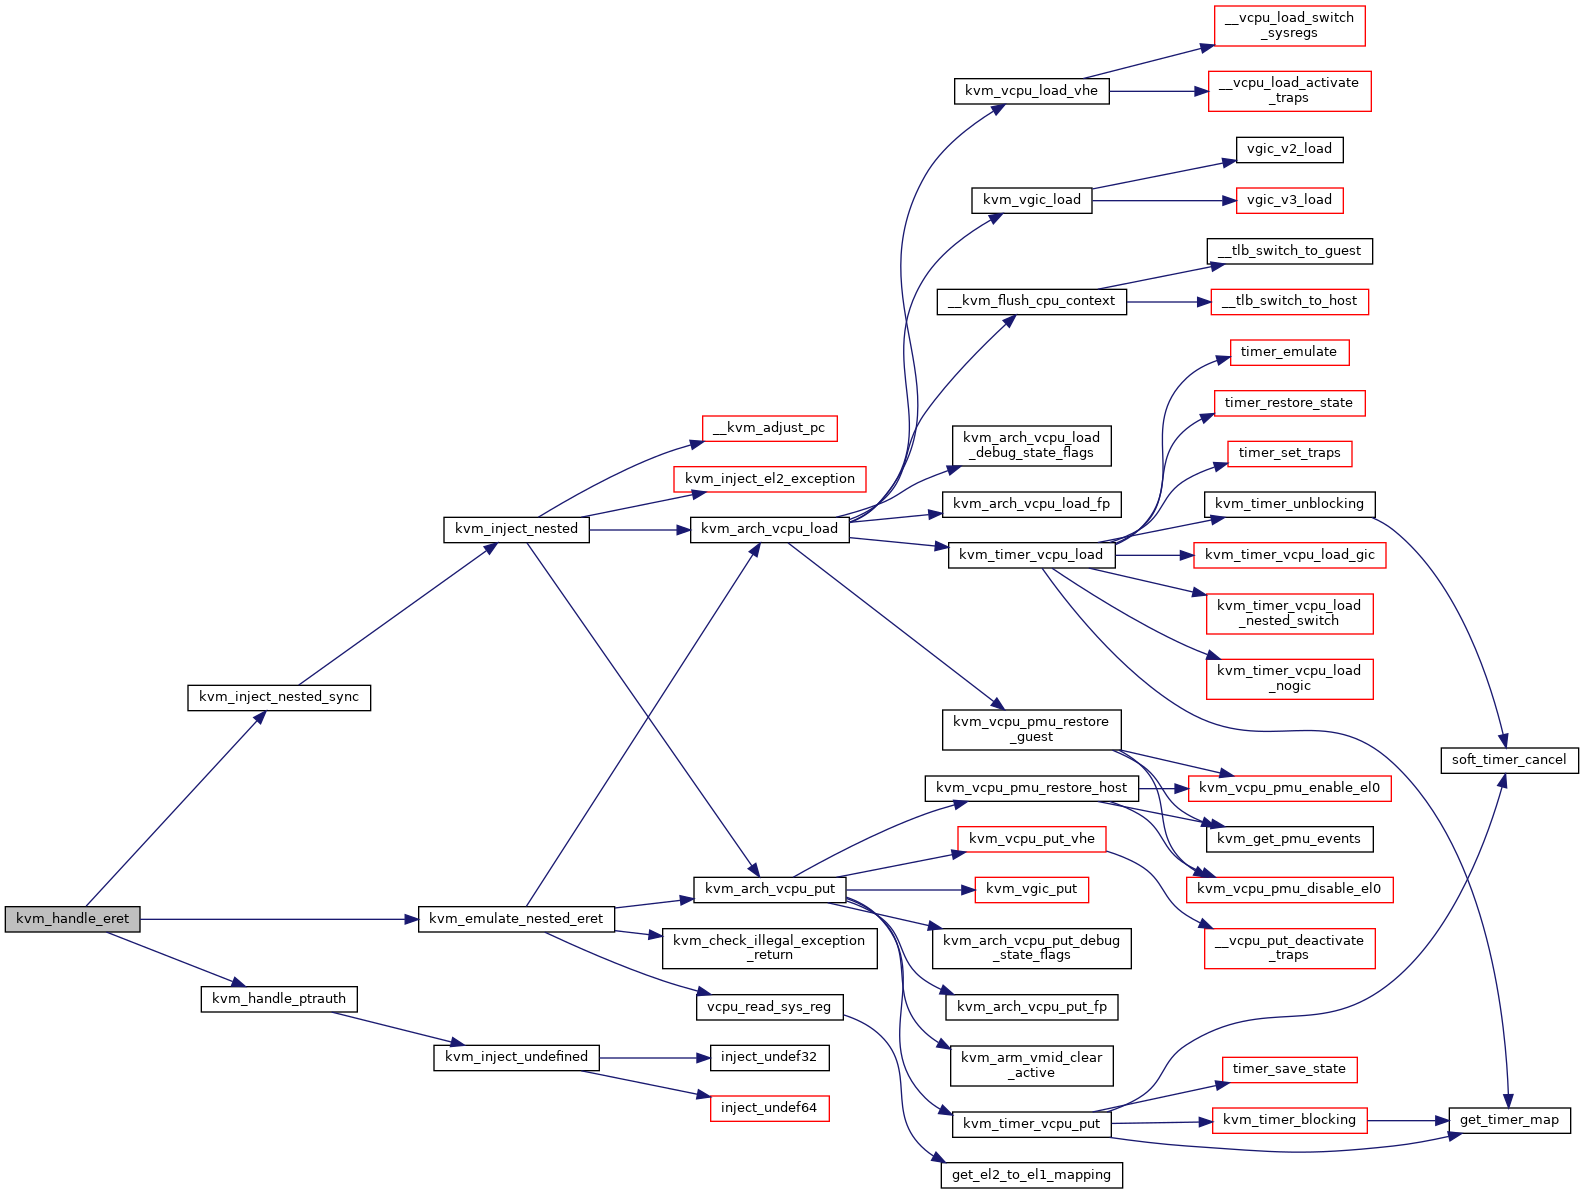 kvm_handle_eret
kvm_inject_nested_sync
kvm_emulate_nested_eret
kvm_handle_ptrauth
kvm_inject_nested
kvm_inject_undefined
__kvm_adjust_pc
kvm_inject_el2_exception
kvm_arch_vcpu_load
kvm_arch_vcpu_put
kvm_check_illegal_exception
_return
vcpu_read_sys_reg
inject_undef32
inject_undef64
kvm_vcpu_load_vhe
kvm_vgic_load
__kvm_flush_cpu_context
kvm_arch_vcpu_load
_debug_state_flags
kvm_arch_vcpu_load_fp
kvm_timer_vcpu_load
kvm_vcpu_pmu_restore
_guest
kvm_vcpu_pmu_restore_host
kvm_vcpu_put_vhe
kvm_vgic_put
kvm_arch_vcpu_put_debug
_state_flags
kvm_arch_vcpu_put_fp
kvm_arm_vmid_clear
_active
kvm_timer_vcpu_put
get_el2_to_el1_mapping
__vcpu_load_switch
_sysregs
__vcpu_load_activate
_traps
vgic_v2_load
vgic_v3_load
__tlb_switch_to_guest
__tlb_switch_to_host
timer_emulate
timer_restore_state
timer_set_traps
kvm_timer_unblocking
kvm_timer_vcpu_load_gic
kvm_timer_vcpu_load
_nested_switch
kvm_timer_vcpu_load
_nogic
kvm_vcpu_pmu_enable_el0
kvm_get_pmu_events
kvm_vcpu_pmu_disable_el0
__vcpu_put_deactivate
_traps
timer_save_state
kvm_timer_blocking
soft_timer_cancel
get_timer_map